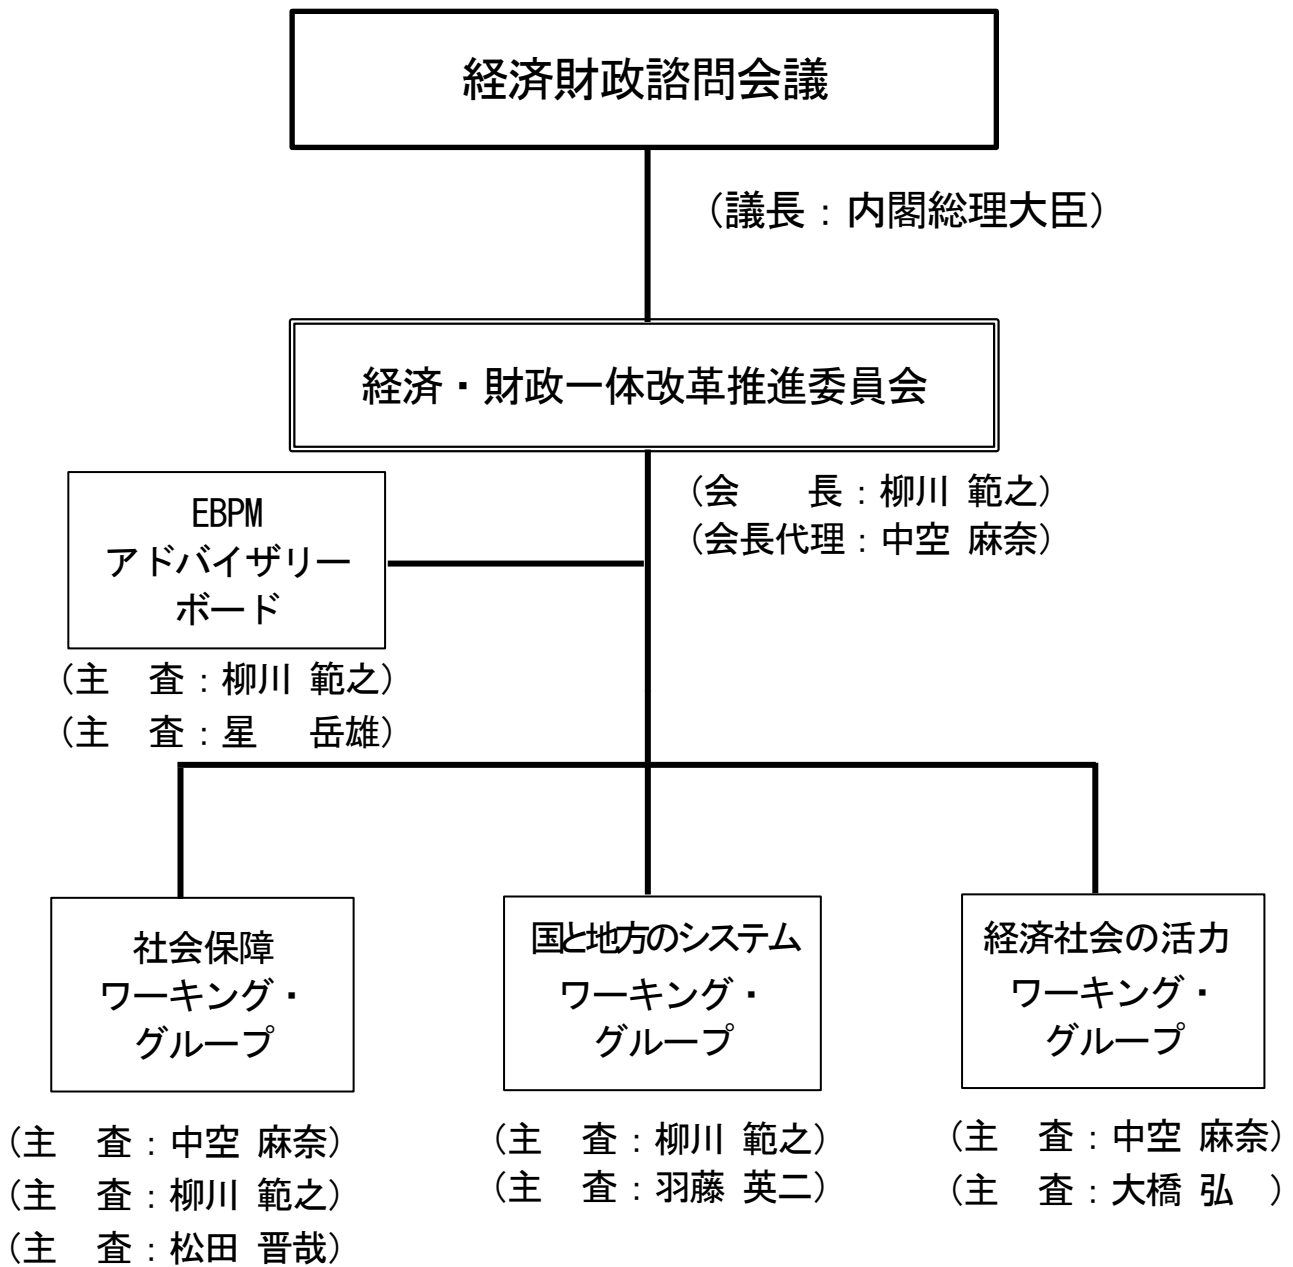 経済財政諮問会議
(議長：内閣総理大臣)
経済・財政一体改革推進委員会
(会　　長：柳川 範之)
(会長代理：中空 麻奈)
EBPM
アドバイザリー
ボード
(主　査：柳川 範之)
(主　査：星　 岳雄)
社会保障
ワーキング・
グループ
(主　査：中空 麻奈)
(主　査：柳川 範之)
(主　査：松田 晋哉)
国と地方のシステム
ワーキング・
グループ
(主　査：柳川 範之)
(主　査：羽藤 英二)
経済社会の活力
ワーキング・
グループ
(主　査：中空 麻奈)
(主　査：大橋 弘　)